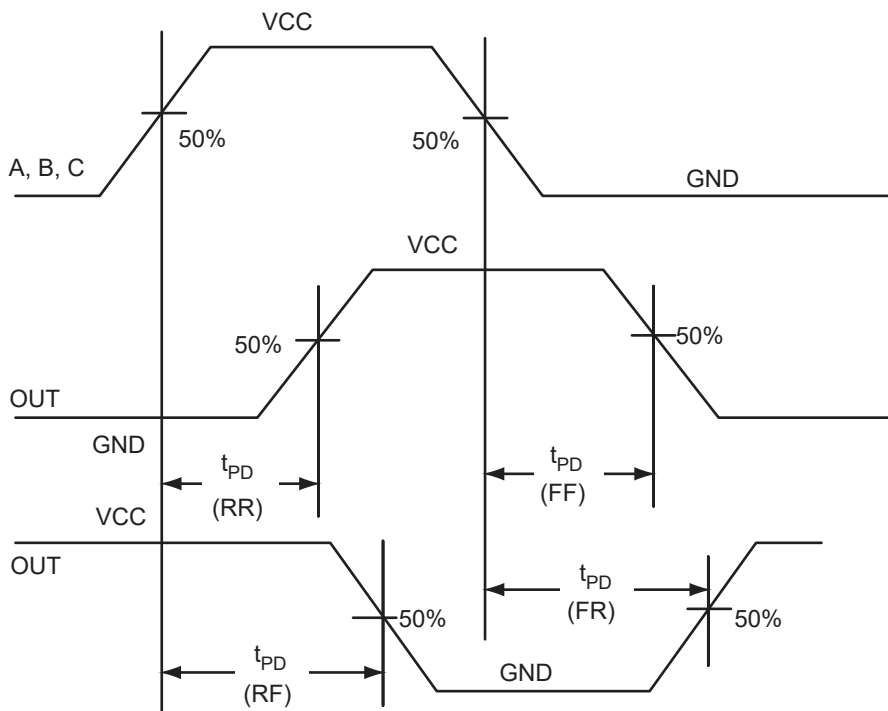 VCC
50%
50%
A, B, C
GND
VCC
50%
50%
OUT
GND
tPD
(RR)
tPD
(FF)
VCC
OUT
tPD
(FR)
50%
50%
tPD
(RF)
GND